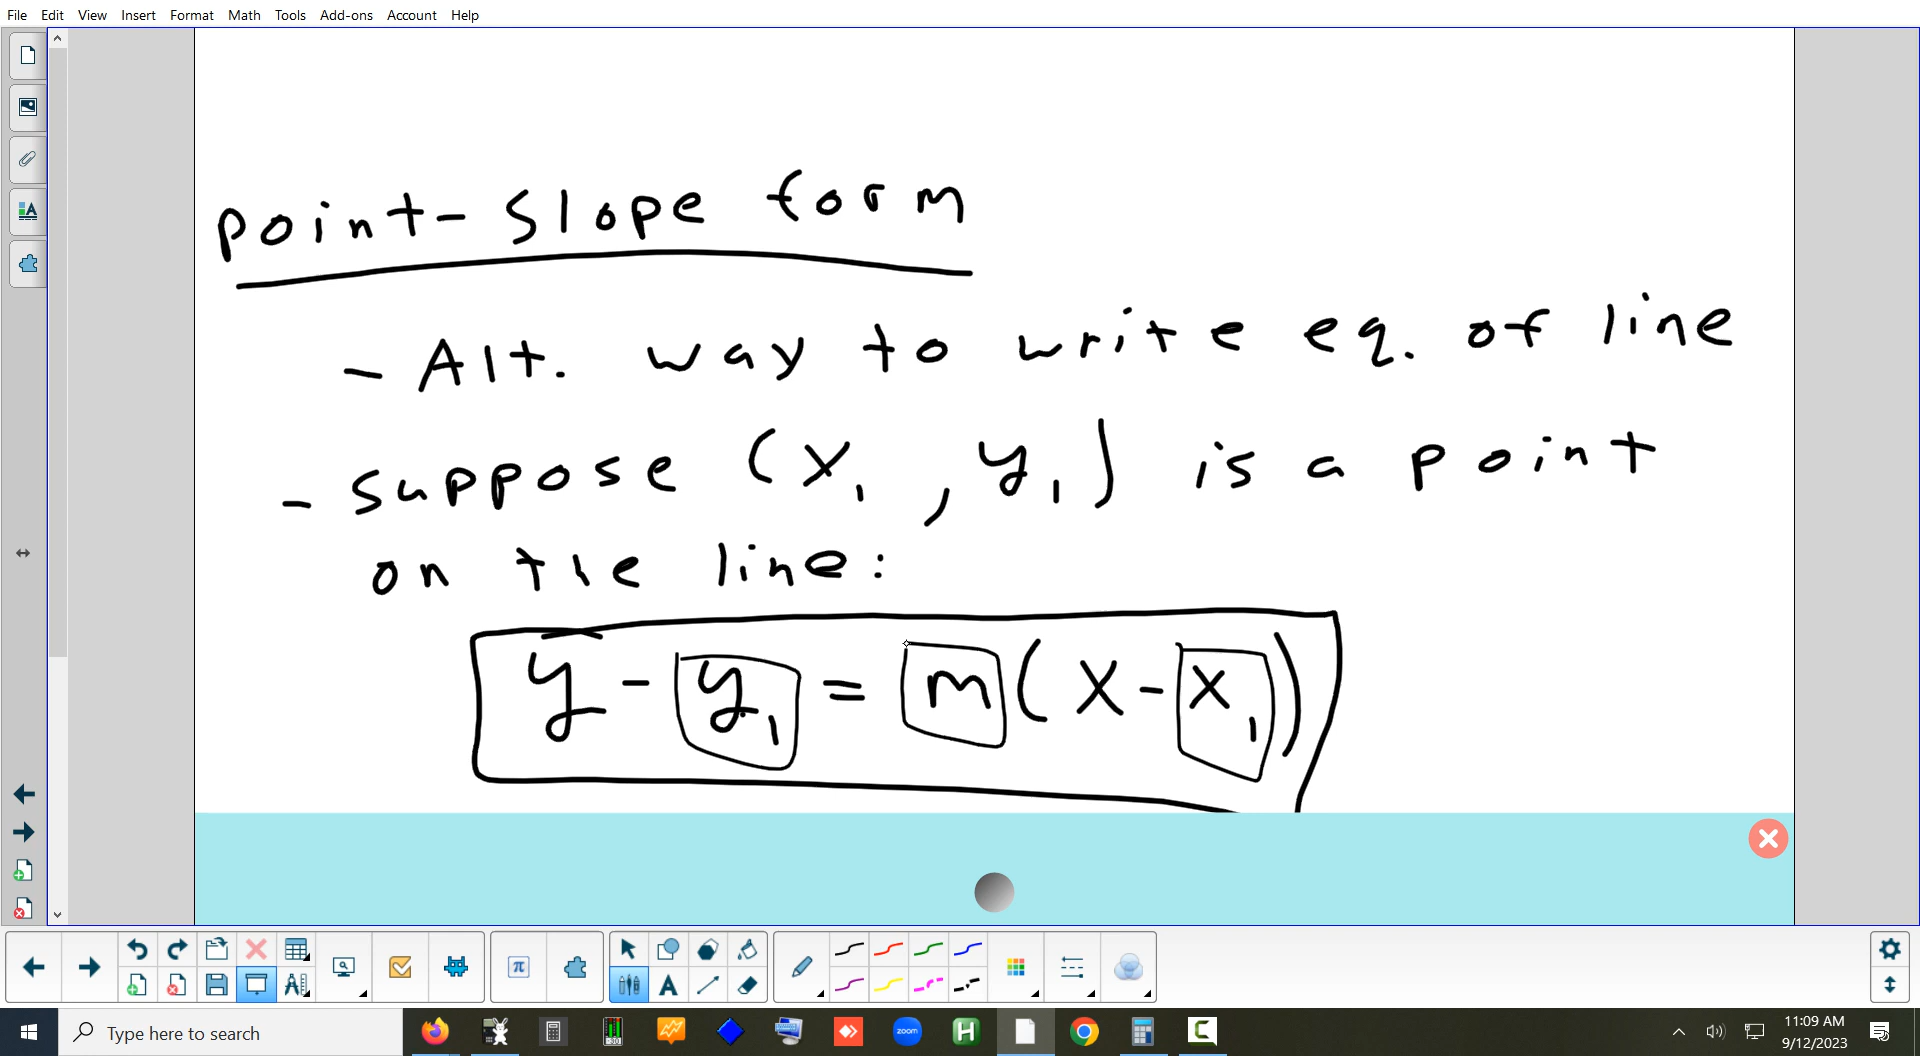 File Edit View Insert Format Math Tools Add-ons Account Help
point-slope form
- Alt. way to write eq. of line
- suppose (x₁, y₁) is a point
on the line:
y - y₁ = m(x - x₁)
A
π
A
zoom
H
C
Type here to search
11:09 AM
9/12/2023